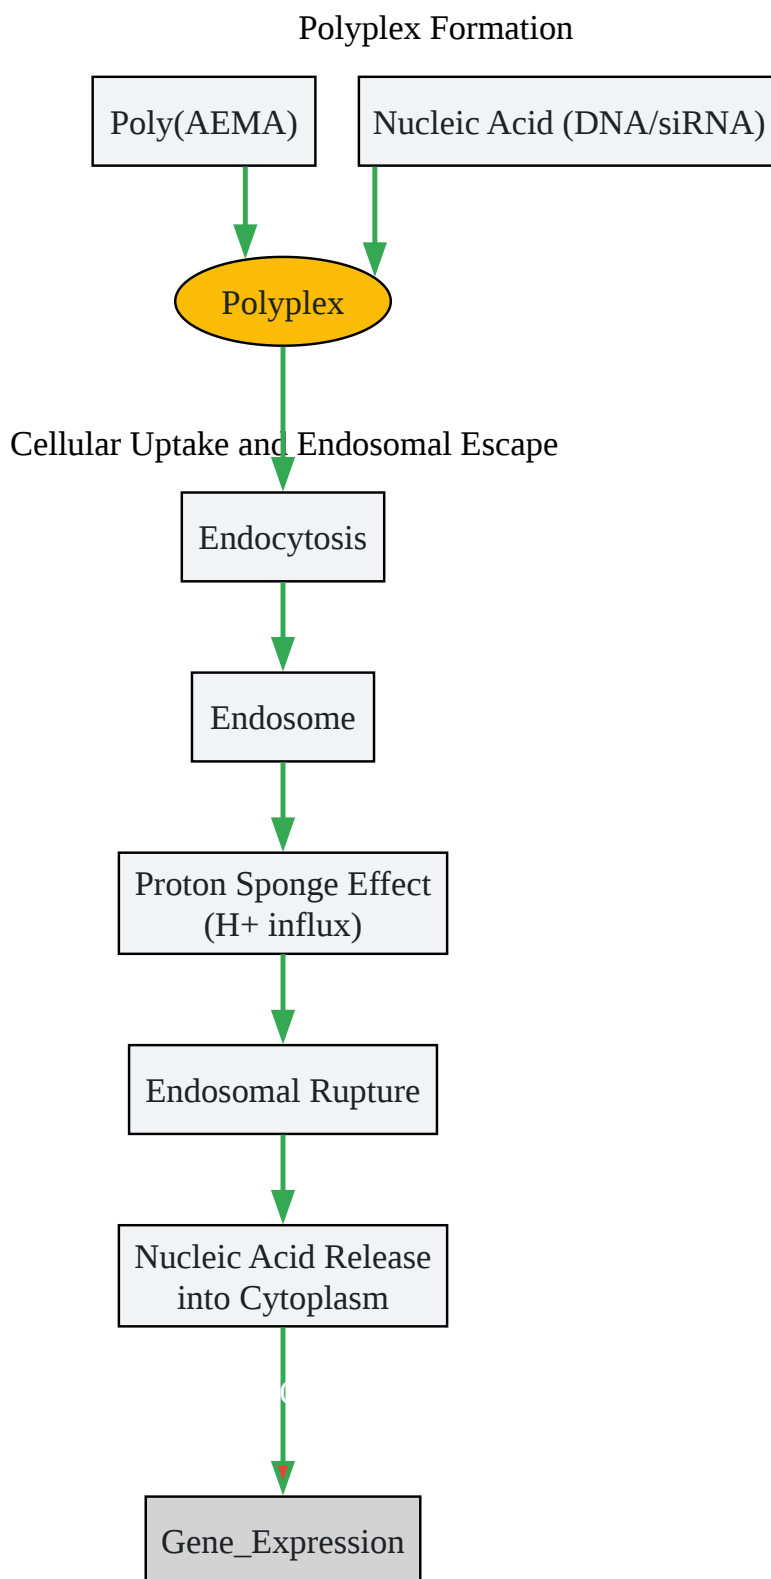 Polyplex Formation
Poly(AEMA)
Nucleic Acid (DNA/siRNA)
Polyplex
Cellular Uptake and Endosomal Escape
Endocytosis
Endosome
Proton Sponge Effect
(H+ influx)
Endosomal Rupture
Nucleic Acid Release
into Cytoplasm
Gene_Expression